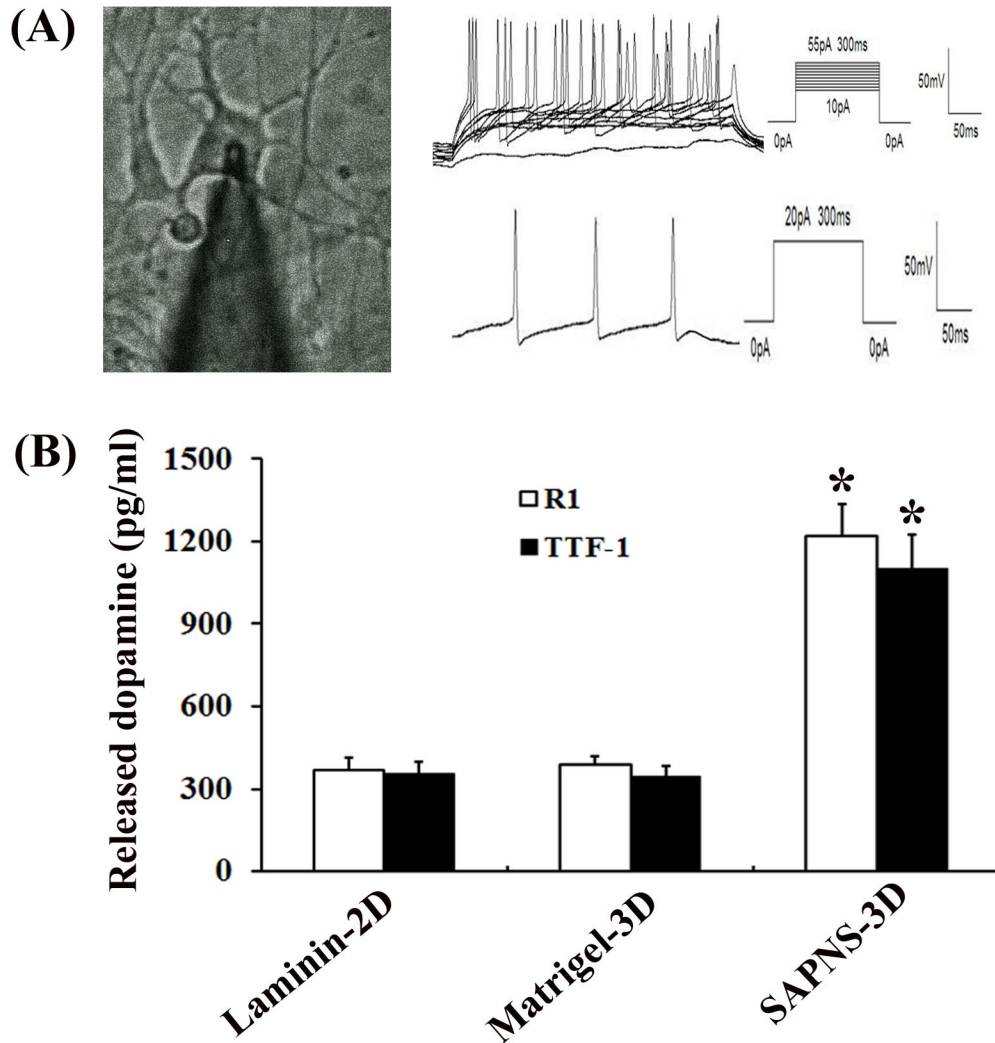 (A)
55pA 300ms
10pA
0pA
0pA
50mV
50ms
20pA 300ms
0pA
0pA
50mV
50ms
(B)
Released dopamine (pg/ml)
1500
1200
900
600
300
0
R1
TTF-1
*
*
Laminin-2D
Matrigel-3D
SAPNS-3D